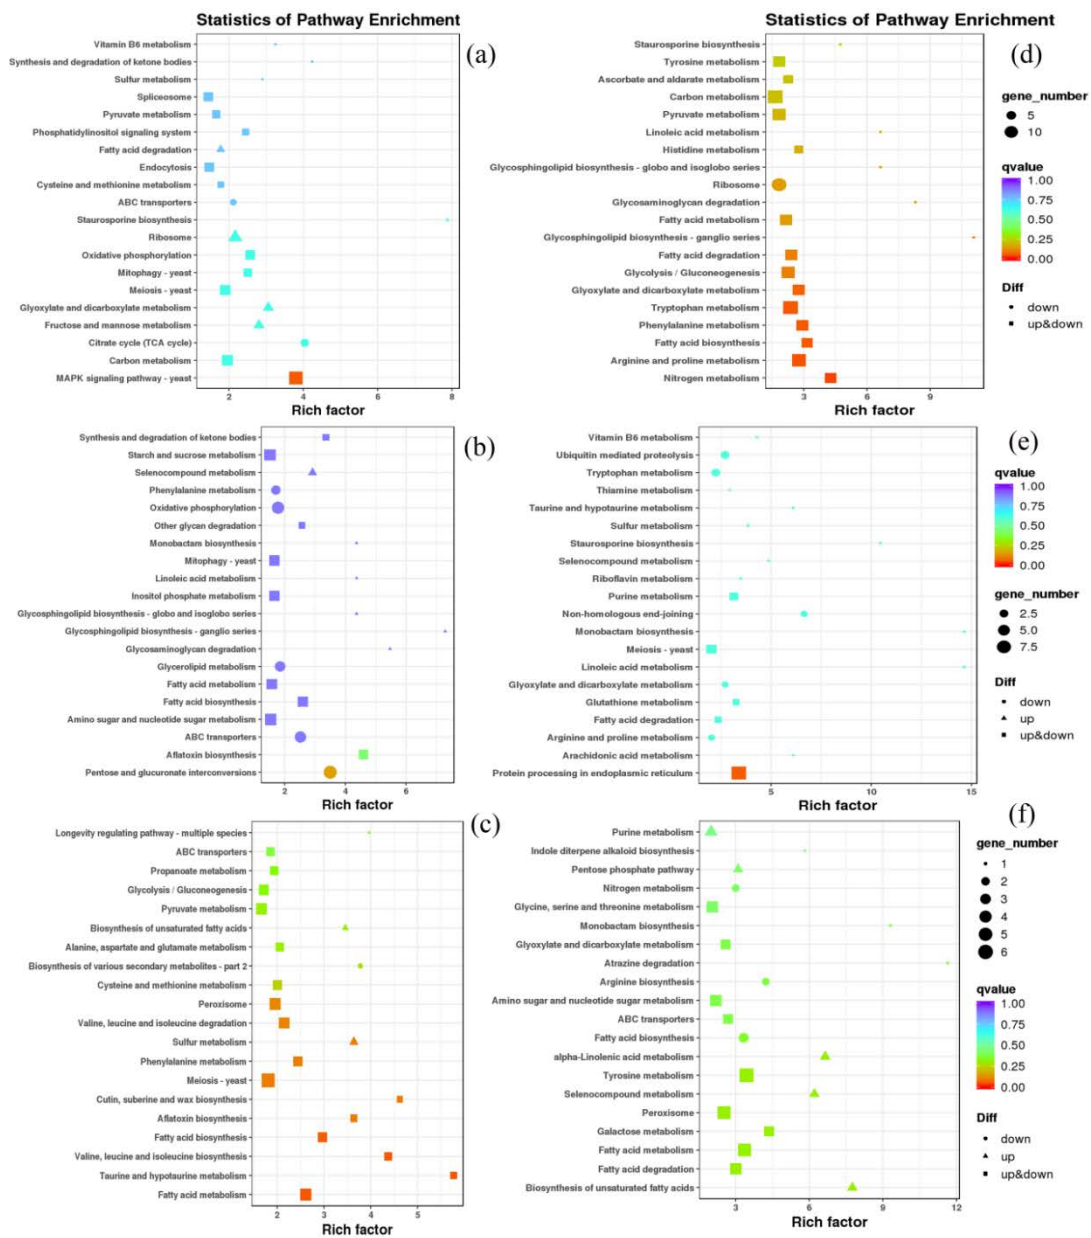 Statistics of Pathway Enrichment
(a)
Vitamin B6 metabolism
Synthesis and degradation of ketone bodies
Sulfur metabolism
Spliceosome
Pyruvate metabolism
Phosphatidylinositol signaling system
Fatty acid degradation
Endocytosis
Cysteine and methionine metabolism
ABC transporters
Staurosporine biosynthesis
Ribosome
Oxidative phosphorylation
Mitophagy - yeast
Meiosis - yeast
Glyoxylate and dicarboxylate metabolism
Fructose and mannose metabolism
Citrate cycle (TCA cycle)
Carbon metabolism
MAPK signaling pathway - yeast
2 4 6 8
Rich factor
Statistics of Pathway Enrichment
(d)
Staurosporine biosynthesis
Tyrosine metabolism
Ascorbate and aldarate metabolism
Carbon metabolism
Pyruvate metabolism
Linoleic acid metabolism
Histidine metabolism
Glycosphingolipid biosynthesis - globo and isoglobo series
Ribosome
Glycosaminoglycan degradation
Fatty acid metabolism
Glycosphingolipid biosynthesis - ganglio series
Fatty acid degradation
Glycolysis / Gluconeogenesis
Glyoxylate and dicarboxylate metabolism
Tryptophan metabolism
Phenylalanine metabolism
Fatty acid biosynthesis
Arginine and proline metabolism
Nitrogen metabolism
3 6 9
Rich factor
gene_number
5
10
qvalue
1.00
0.75
0.50
0.25
0.00
Diff
down
up&down
(b)
Synthesis and degradation of ketone bodies
Starch and sucrose metabolism
Selenocompound metabolism
Phenylalanine metabolism
Oxidative phosphorylation
Other glycan degradation
Monobactam biosynthesis
Mitophagy - yeast
Linoleic acid metabolism
Inositol phosphate metabolism
Glycosphingolipid biosynthesis - globo and isoglobo series
Glycosphingolipid biosynthesis - ganglio series
Glycosaminoglycan degradation
Glycerolipid metabolism
Fatty acid metabolism
Fatty acid biosynthesis
Amino sugar and nucleotide sugar metabolism
ABC transporters
Aflatoxin biosynthesis
Pentose and glucuronate interconversions
2 4 6
Rich factor
(e)
Vitamin B6 metabolism
Ubiquitin mediated proteolysis
Tryptophan metabolism
Thiamine metabolism
Taurine and hypotaurine metabolism
Sulfur metabolism
Staurosporine biosynthesis
Selenocompound metabolism
Riboflavin metabolism
Purine metabolism
Non-homologous end-joining
Monobactam biosynthesis
Meiosis - yeast
Linoleic acid metabolism
Glyoxylate and dicarboxylate metabolism
Glutathione metabolism
Fatty acid degradation
Arginine and proline metabolism
Arachidonic acid metabolism
Protein processing in endoplasmic reticulum
5 10 15
Rich factor
qvalue
1.00
0.75
0.50
0.25
0.00
gene_number
2.5
5.0
7.5
Diff
down
up
up&down
(c)
Longevity regulating pathway - multiple species
ABC transporters
Propanoate metabolism
Glycolysis / Gluconeogenesis
Pyruvate metabolism
Biosynthesis of unsaturated fatty acids
Alanine, aspartate and glutamate metabolism
Biosynthesis of various secondary metabolites - part 2
Cysteine and methionine metabolism
Peroxisome
Valine, leucine and isoleucine degradation
Sulfur metabolism
Phenylalanine metabolism
Meiosis - yeast
Cutin, suberine and wax biosynthesis
Aflatoxin biosynthesis
Fatty acid biosynthesis
Valine, leucine and isoleucine biosynthesis
Taurine and hypotaurine metabolism
Fatty acid metabolism
2 3 4 5
Rich factor
(f)
Purine metabolism
Indole diterpene alkaloid biosynthesis
Pentose phosphate pathway
Nitrogen metabolism
Glycine, serine and threonine metabolism
Monobactam biosynthesis
Glyoxylate and dicarboxylate metabolism
Atrazine degradation
Arginine biosynthesis
Amino sugar and nucleotide sugar metabolism
ABC transporters
Fatty acid biosynthesis
alpha-Linolenic acid metabolism
Tyrosine metabolism
Selenocompound metabolism
Peroxisome
Galactose metabolism
Fatty acid metabolism
Fatty acid degradation
Biosynthesis of unsaturated fatty acids
3 6 9 12
Rich factor
gene_number
1
2
3
4
5
6
qvalue
1.00
0.75
0.50
0.25
0.00
Diff
down
up
up&down